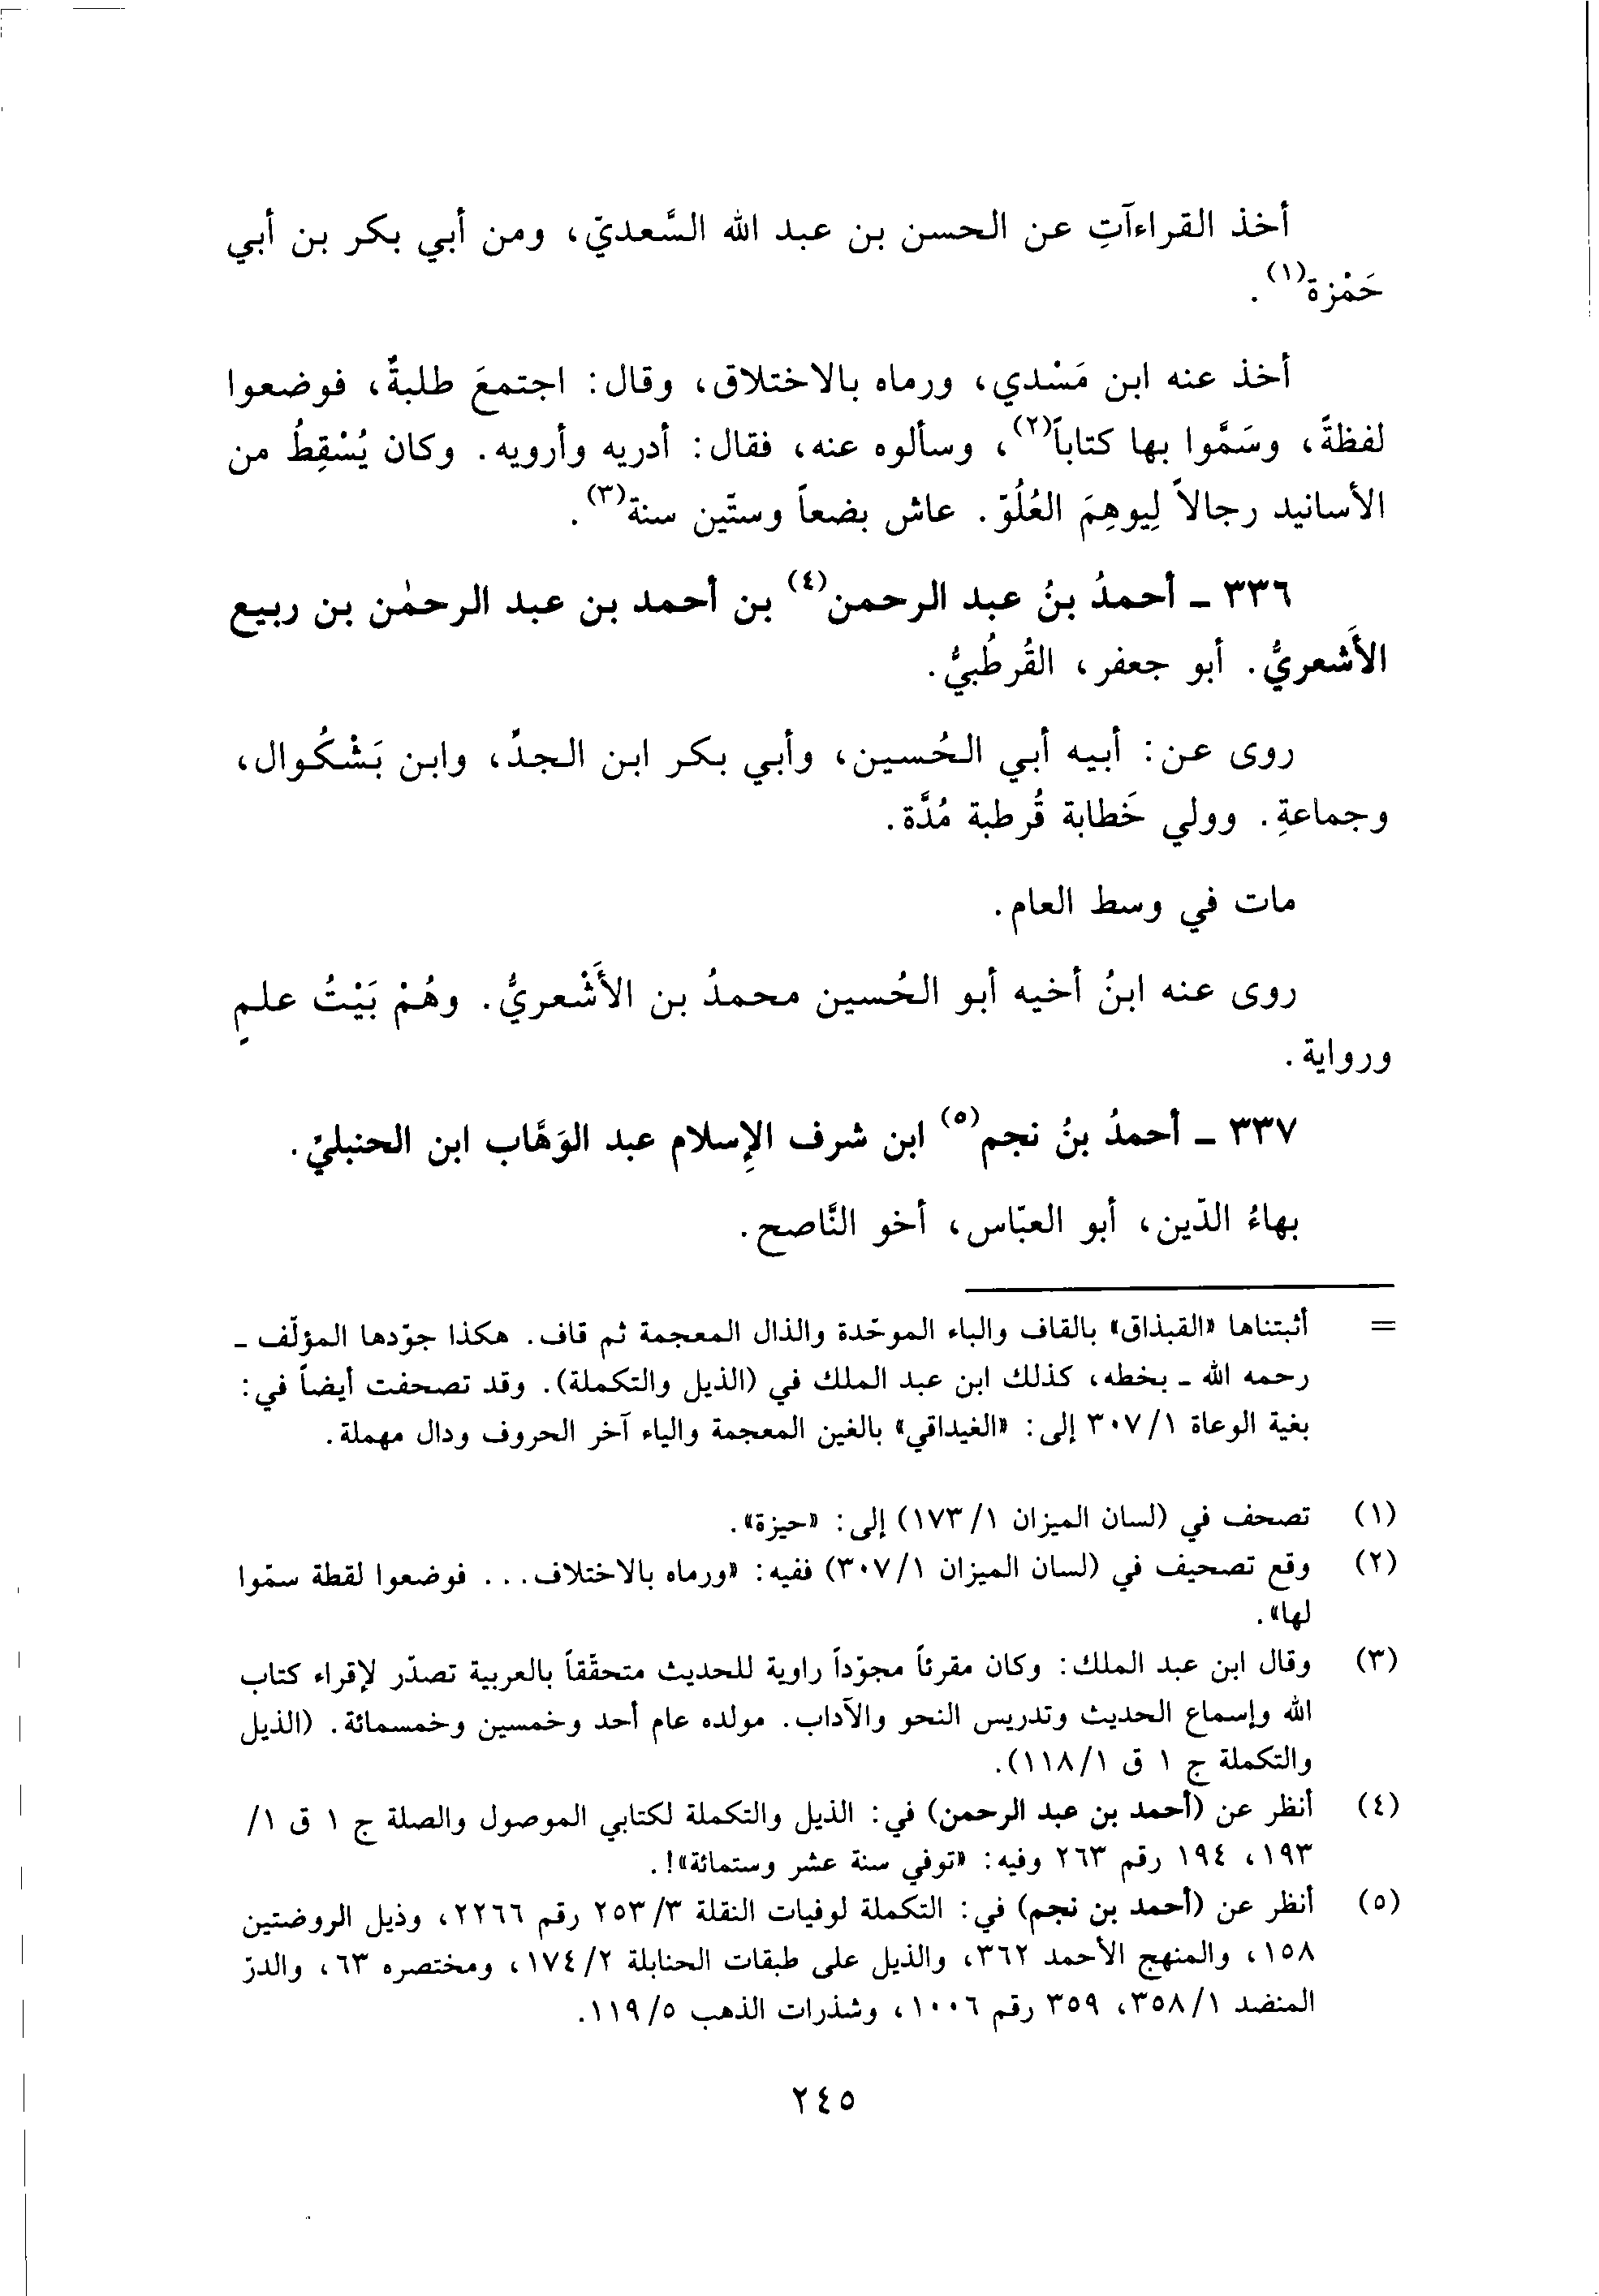 أخذ القراءآتِ عن الحسن بن عبد الله السَّعديّ، ومن أبي بكر بن أبي
حَمْزة(١).
أخذ عنه ابن مَسْدي، ورماه بالاختلاق، وقال: اجتمعَ طلبةٌ، فوضعوا
لفظةً، وسَمَّوا بها كتاباً(٢)، وسألوه عنه، فقال: أدريه وأرويه. وكان يُسْقِطُ من
الأسانيد رجالاً لِيوهِمَ العُلُوّ. عاش بضعاً وستّين سنة(٣).
٣٣٦ ـ أحمدُ بنُ عبد الرحمن(٤) بن أحمد بن عبد الرحمٰن بن ربيع
الأَشعريُّ. أبو جعفر، القُرطُبيُّ.
روى عن: أبيه أبي الحُسين، وأبي بكر ابن الجدّ، وابن بَشْكُوال،
وجماعةِ. وولي خَطابة قُرطبة مُدَّة.
مات في وسط العام.
روى عنه ابنُ أخيه أبو الحُسين محمدُ بن الأَشْعريُّ. وهُمْ بَيْتُ علمٍ
ورواية.
٣٣٧ ـ أحمدُ بنُ نجم(٥) ابن شرف الإِسلام عبد الوَهَّاب ابن الحنبليّ.
بهاءُ الدّين، أبو العبّاس، أخو النَّاصح.
= أثبتناها «القبذاق» بالقاف والباء الموحّدة والذال المعجمة ثم قاف. هكذا جوّدها المؤلّف ـ
رحمه الله ـ بخطه، كذلك ابن عبد الملك في (الذيل والتكملة). وقد تصحفت أيضاً في:
بغية الوعاة ٣٠٧/١ إلى: «الغيداقي» بالغين المعجمة والياء آخر الحروف ودال مهملة.
(١) تصحف في (لسان الميزان ١٧٣/١) إلى: «حيزة».
(٢) وقع تصحيف في (لسان الميزان ٣٠٧/١) ففيه: «ورماه بالاختلاف... فوضعوا لقطة سمّوا
لها».
(٣) وقال ابن عبد الملك: وكان مقرئاً مجوّداً راوية للحديث متحقّقاً بالعربية تصدّر لإقراء كتاب
الله وإسماع الحديث وتدريس النحو والآداب. مولده عام أحد وخمسين وخمسمائة. (الذيل
والتكملة ج ١ ق ١١٨/١).
(٤) أنظر عن (أحمد بن عبد الرحمن) في: الذيل والتكملة لكتابي الموصول والصلة ج ١ ق ١/
١٩٣، ١٩٤ رقم ٢٦٣ وفيه: «توفي سنة عشر وستمائة»!.
(٥) أنظر عن (أحمد بن نجم) في: التكملة لوفيات النقلة ٢٥٣/٣ رقم ٢٢٦٦، وذيل الروضتين
١٥٨، والمنهج الأحمد ٣٦٢، والذيل على طبقات الحنابلة ١٧٤/٢، ومختصره ٦٣، والدرّ
المنضد ٣٥٨/١، ٣٥٩ رقم ١٠٠٦، وشذرات الذهب ١١٩/٥.
٢٤٥